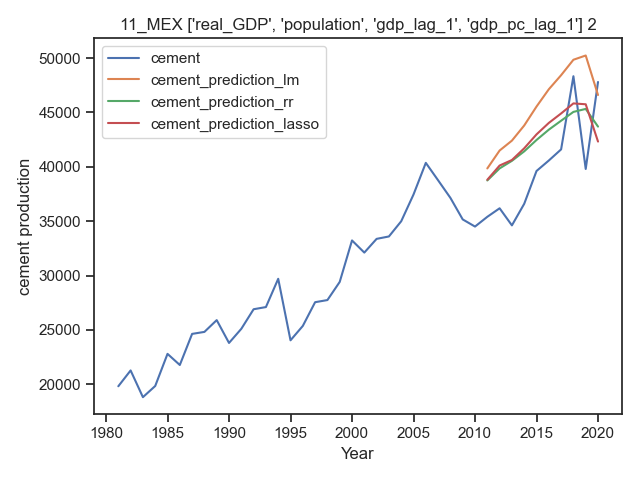 11_MEX ['real_GDP', 'population', 'gdp_lag_1', 'gdp_pc_lag_1'] 2
cement
cement_prediction_lm
cement_prediction_rr
cement_prediction_lasso
50000
45000
40000
35000
30000
25000
20000
cement production
1980 1985 1990 1995 2000 2005 2010 2015 2020
Year